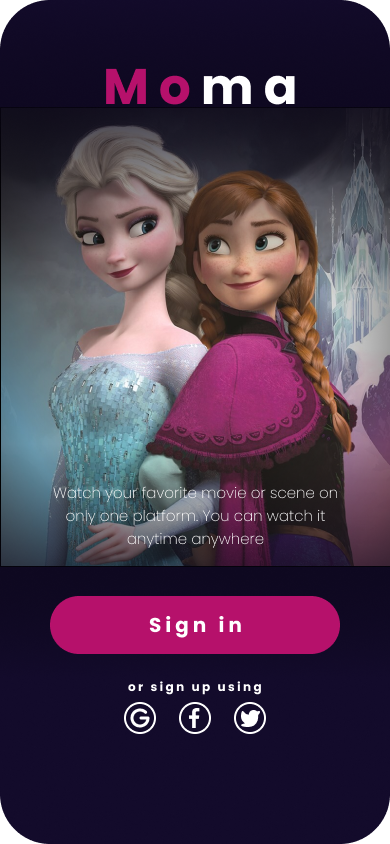 Moma
Watch your favorite movie or scene on
only one platform. You can watch it
anytime anywhere
Sign in
or sign up using